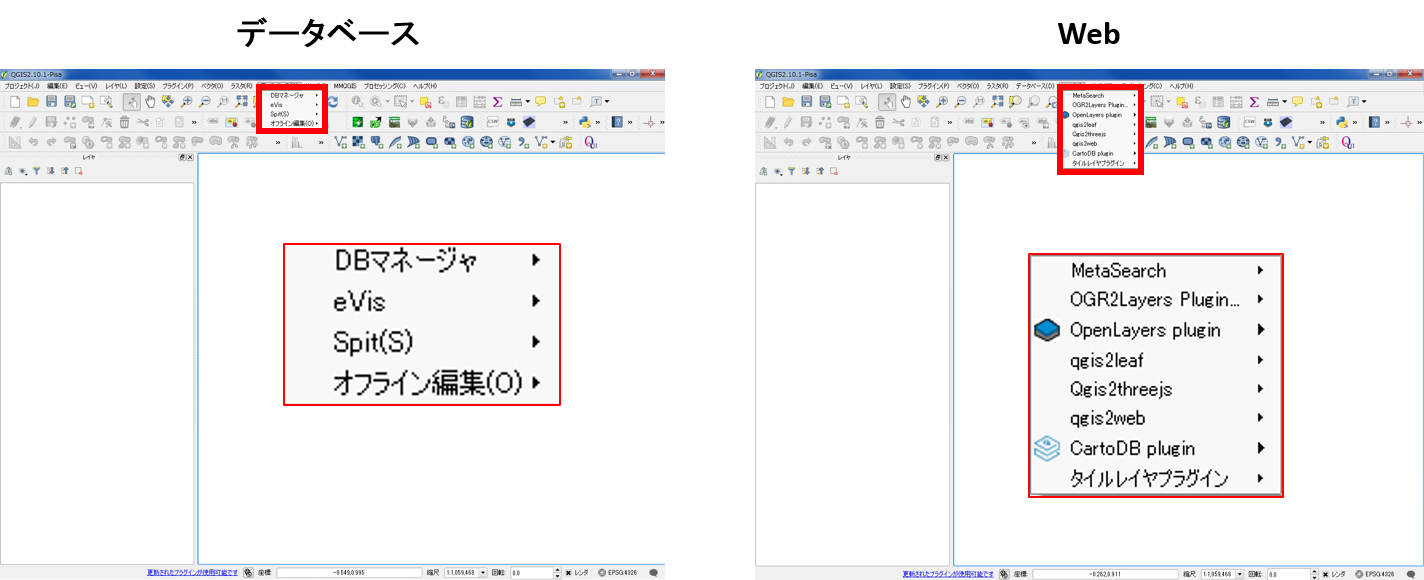 データベース
QGIS2.10.1-Pisa
プロジェクト(J) 編集(E) ビュー(V) レイヤ(L) 設定(S) プラグイン(P) ベクタ(O) ラスタ(R) MMQGIS プロセッシング(C) ヘルプ(H)
DBマネージャ
eVis
Spit(S)
オフライン編集(O)
レイヤ
DBマネージャ
eVis
Spit(S)
オフライン編集(O)
更新されたプラグインが使用可能です 座標: -0.549,0.995 縮尺 1:1,059,468 回転: 0.0 レンダ EPSG:4326
Web
QGIS2.10.1-Pisa
プロジェクト(J) 編集(E) ビュー(V) レイヤ(L) 設定(S) プラグイン(P) ベクタ(O) ラスタ(R) データベース(D) ヘルプ(H)
MetaSearch
OGR2Layers Plugin...
OpenLayers plugin
qgis2leaf
Qgis2threejs
qgis2web
CartoDB plugin
タイルレイヤプラグイン
レイヤ
MetaSearch
OGR2Layers Plugin...
OpenLayers plugin
qgis2leaf
Qgis2threejs
qgis2web
CartoDB plugin
タイルレイヤプラグイン
更新されたプラグインが使用可能です 座標: -0.262,0.911 縮尺 1:1,059,468 回転: 0.0 レンダ EPSG:4326